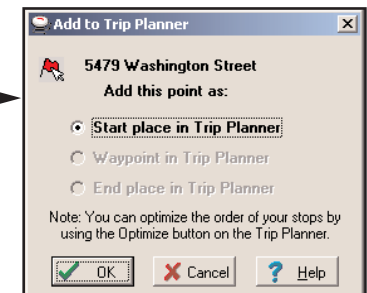 Add to Trip Planner
5479 Washington Street
Add this point as:
Start place in Trip Planner
Waypoint in Trip Planner
End place in Trip Planner
Note: You can optimize the order of your stops by
using the Optimize button on the Trip Planner.
OK Cancel Help